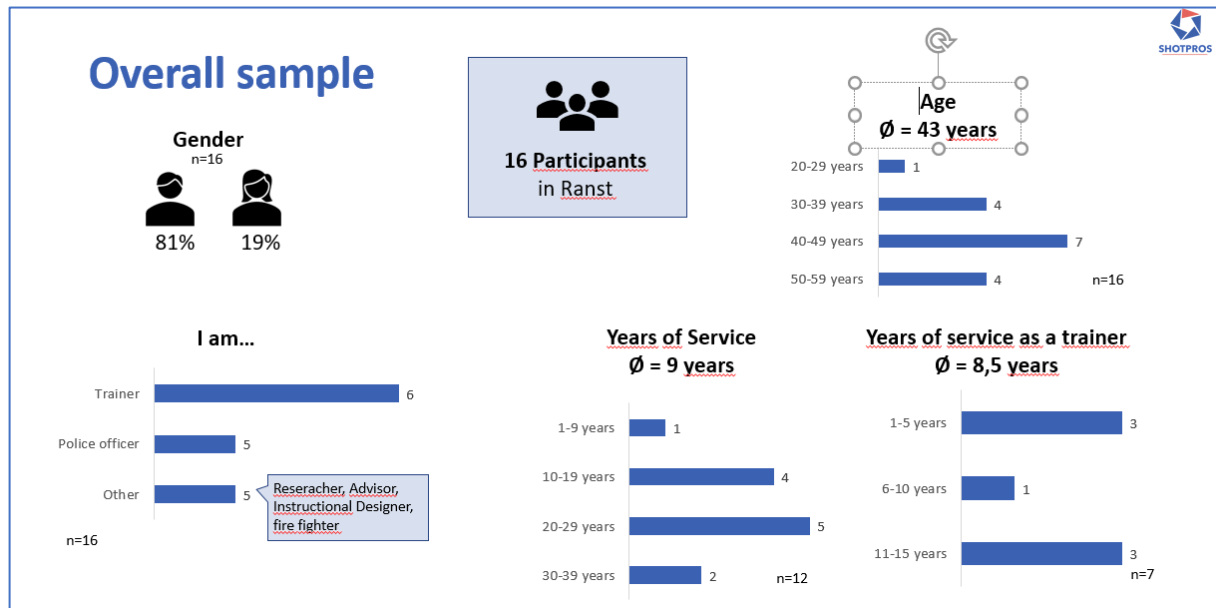 SHOTPROS
Overall sample
Gender
n=16
81%
19%
16 Participants
in Ranst
Age
Ø = 43 years
20-29 years
1
30-39 years
4
40-49 years
7
50-59 years
4
n=16
I am...
Trainer
6
Police officer
5
Other
5
Reseracher, Advisor,
Instructional Designer,
fire fighter
n=16
Years of Service
Ø = 9 years
1-9 years
1
10-19 years
4
20-29 years
5
30-39 years
2
n=12
Years of service as a trainer
Ø = 8,5 years
1-5 years
3
6-10 years
1
11-15 years
3
n=7